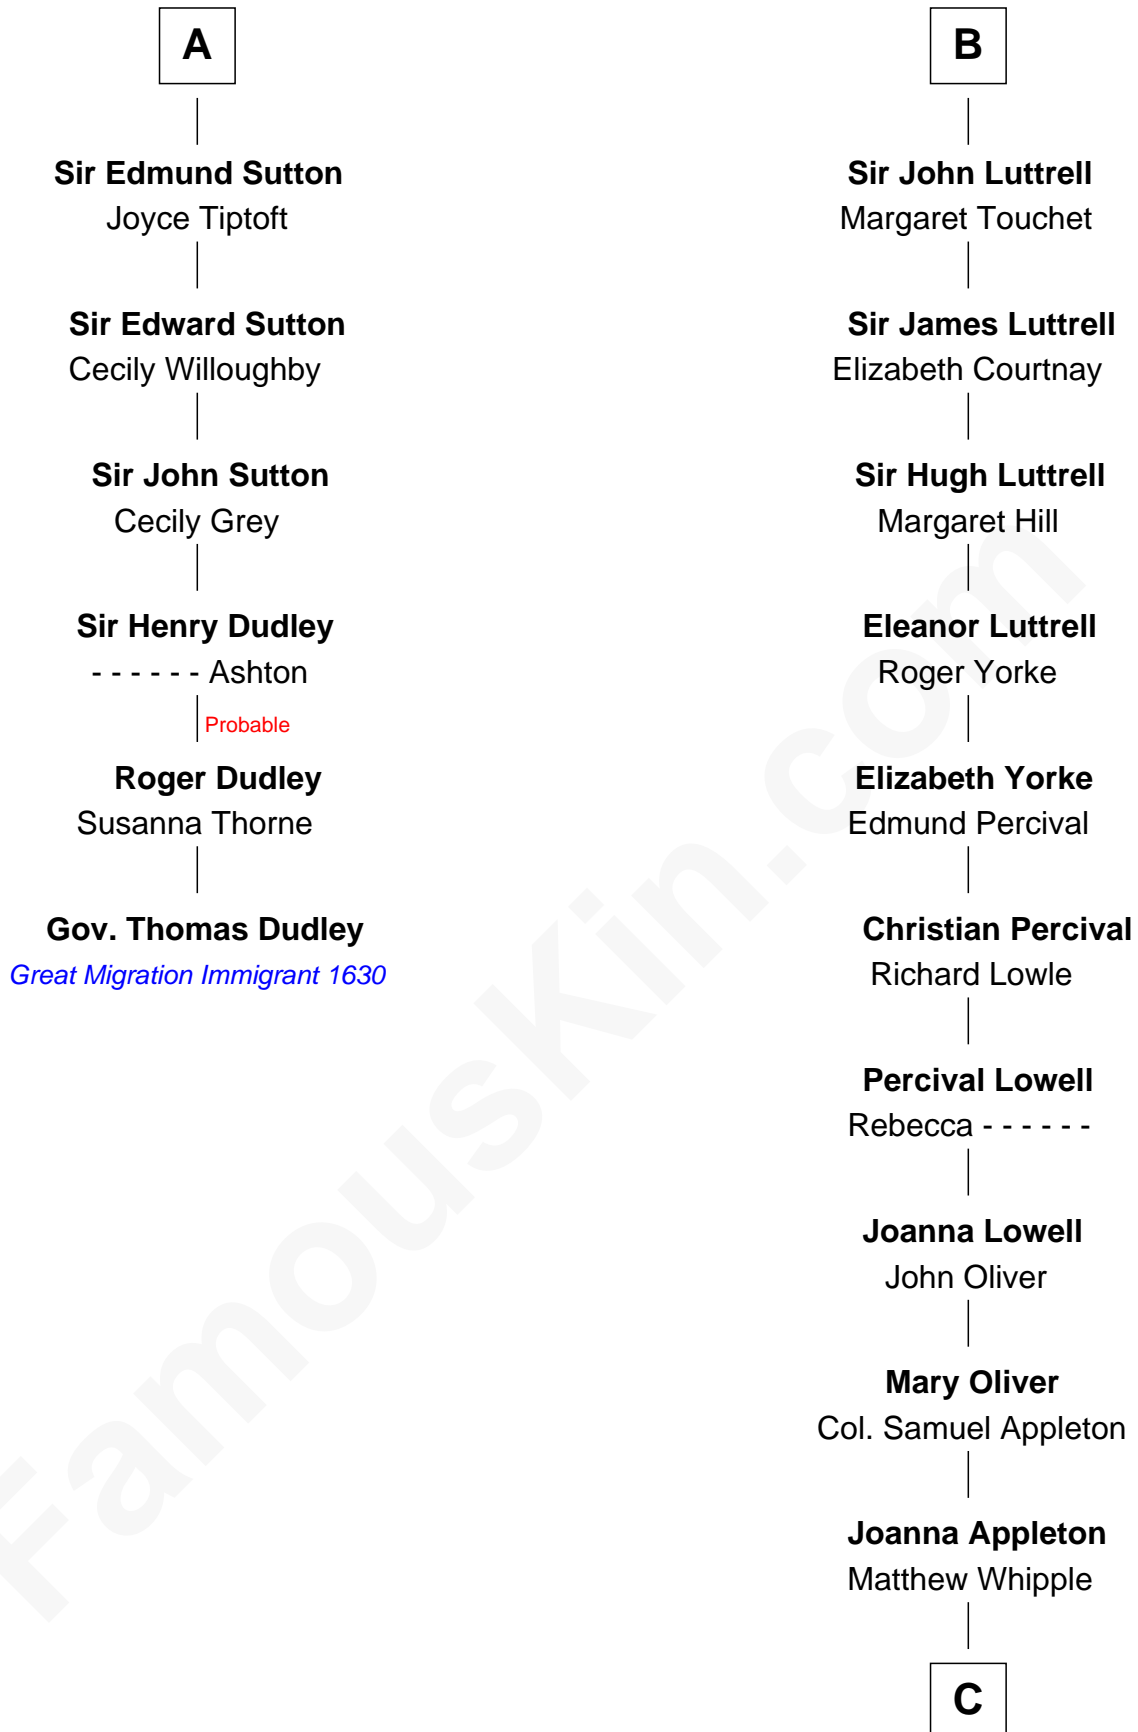 A
Sir Edmund Sutton
Joyce Tiptoft
Sir Edward Sutton
Cecily Willoughby
Sir John Sutton
Cecily Grey
Sir Henry Dudley
- - - - - - Ashton
Probable
Roger Dudley
Susanna Thorne
Gov. Thomas Dudley
Great Migration Immigrant 1630
B
Sir John Luttrell
Margaret Touchet
Sir James Luttrell
Elizabeth Courtnay
Sir Hugh Luttrell
Margaret Hill
Eleanor Luttrell
Roger Yorke
Elizabeth Yorke
Edmund Percival
Christian Percival
Richard Lowle
Percival Lowell
Rebecca - - - - - -
Joanna Lowell
John Oliver
Mary Oliver
Col. Samuel Appleton
Joanna Appleton
Matthew Whipple
C
FamousKin.com